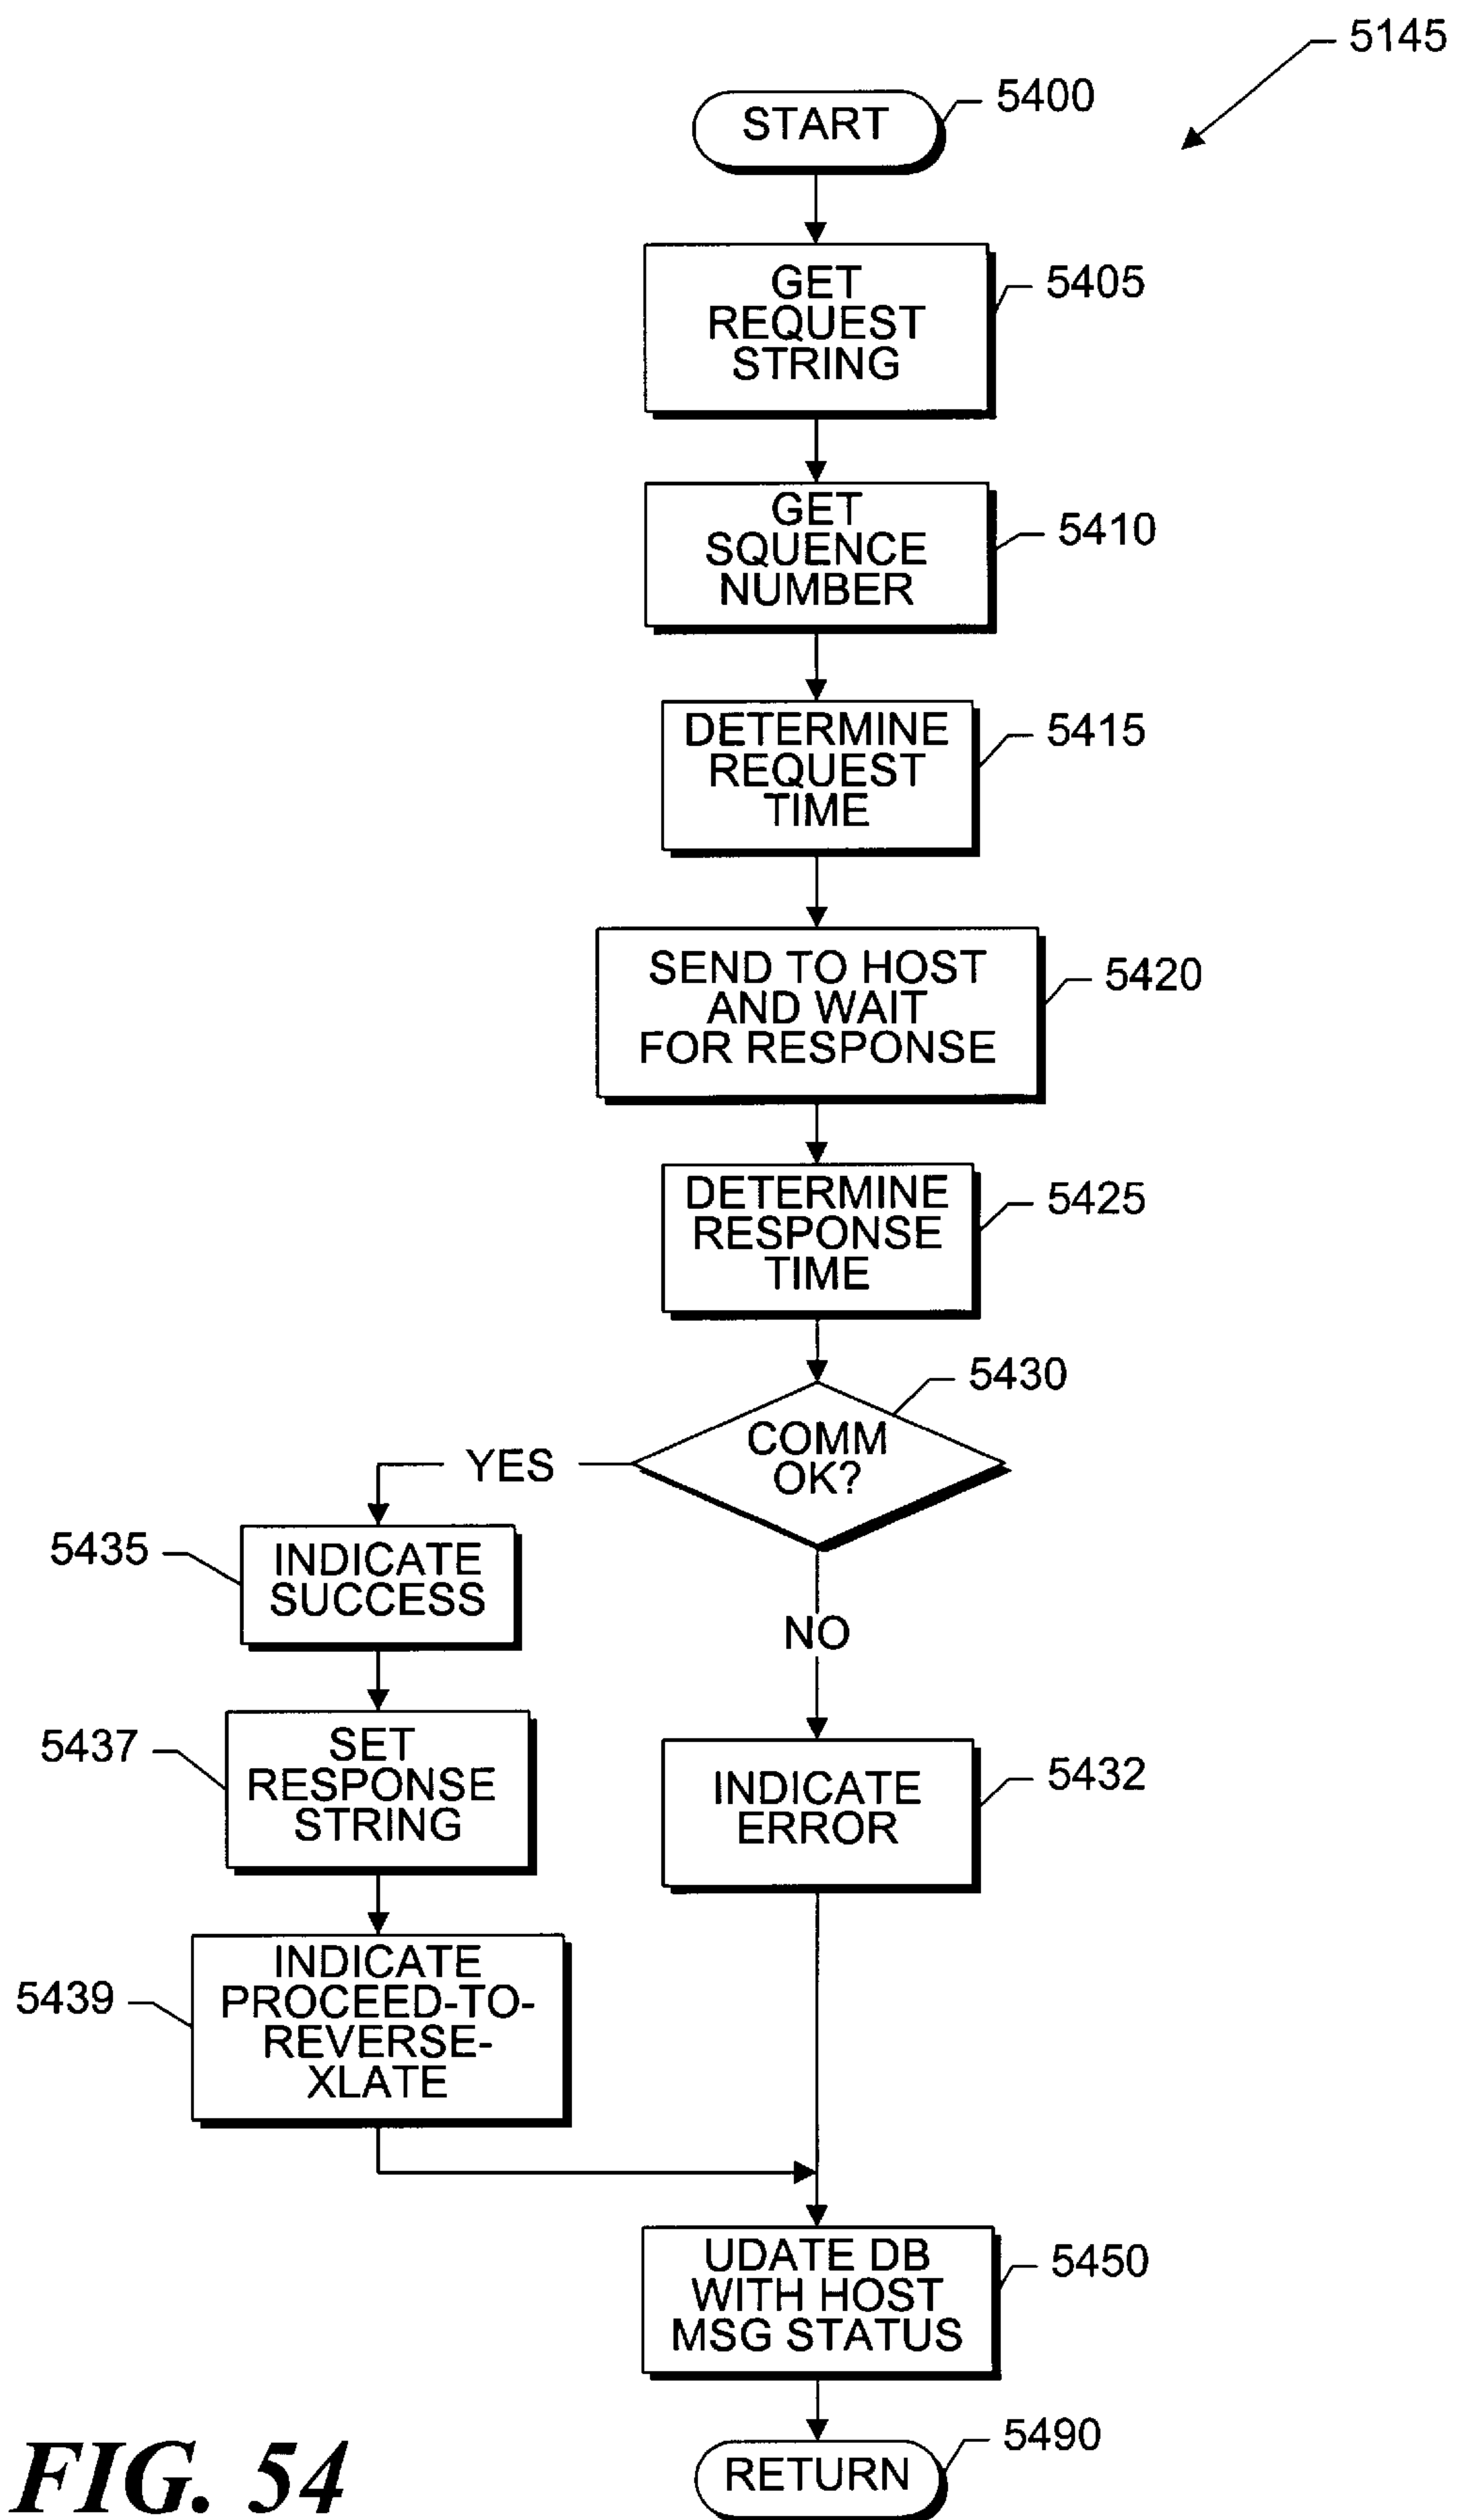 5145
START
5400
GET
REQUEST
STRING
5405
GET
SQUENCE
NUMBER
5410
DETERMINE
REQUEST
TIME
5415
SEND TO HOST
AND WAIT
FOR RESPONSE
5420
DETERMINE
RESPONSE
TIME
5425
5430
COMM
OK?
YES
NO
5435
INDICATE
SUCCESS
5437
SET
RESPONSE
STRING
INDICATE
ERROR
5432
5439
INDICATE
PROCEED-TO-
REVERSE-
XLATE
UDATE DB
WITH HOST
MSG STATUS
5450
RETURN
5490
FIG. 54